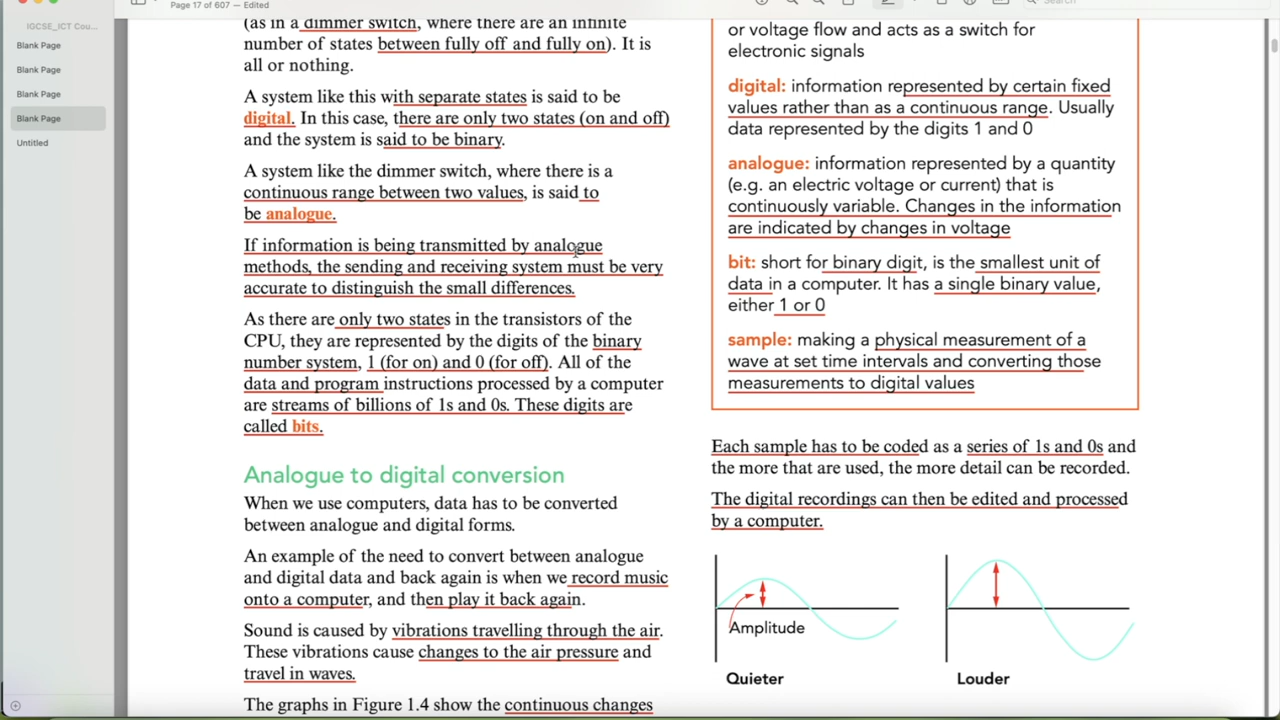 Page 17 of 607 – Edited
Search
IGCSE_ICT Cou...
Blank Page
Blank Page
Blank Page
Blank Page
Untitled
(as in a dimmer switch, where there are an infinite
number of states between fully off and fully on). It is
all or nothing.
A system like this with separate states is said to be
digital. In this case, there are only two states (on and off)
and the system is said to be binary.
A system like the dimmer switch, where there is a
continuous range between two values, is said to
be analogue.
If information is being transmitted by analogue
methods, the sending and receiving system must be very
accurate to distinguish the small differences.
As there are only two states in the transistors of the
CPU, they are represented by the digits of the binary
number system, 1 (for on) and 0 (for off). All of the
data and program instructions processed by a computer
are streams of billions of 1s and 0s. These digits are
called bits.
Analogue to digital conversion
When we use computers, data has to be converted
between analogue and digital forms.
An example of the need to convert between analogue
and digital data and back again is when we record music
onto a computer, and then play it back again.
Sound is caused by vibrations travelling through the air.
These vibrations cause changes to the air pressure and
travel in waves.
The graphs in Figure 1.4 show the continuous changes
or voltage flow and acts as a switch for
electronic signals
digital: information represented by certain fixed
values rather than as a continuous range. Usually
data represented by the digits 1 and 0
analogue: information represented by a quantity
(e.g. an electric voltage or current) that is
continuously variable. Changes in the information
are indicated by changes in voltage
bit: short for binary digit, is the smallest unit of
data in a computer. It has a single binary value,
either 1 or 0
sample: making a physical measurement of a
wave at set time intervals and converting those
measurements to digital values
Each sample has to be coded as a series of 1s and 0s and
the more that are used, the more detail can be recorded.
The digital recordings can then be edited and processed
by a computer.
Amplitude
Quieter
Louder